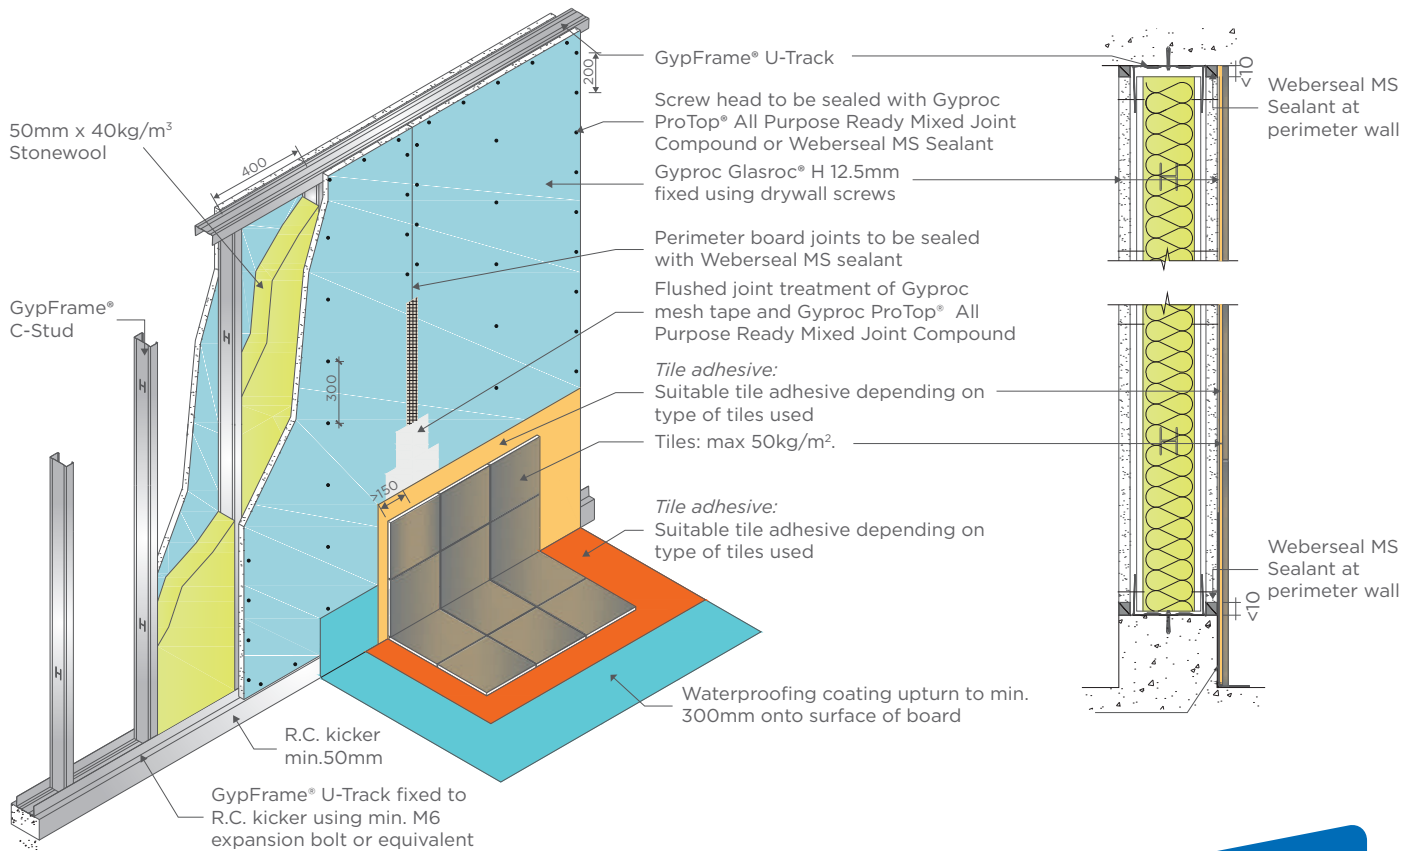 GypFrame® U-Track
200
Screw head to be sealed with Gyproc
ProTop® All Purpose Ready Mixed Joint
Compound or Weberseal MS Sealant
50mm x 40kg/m³
Stonewool
400
Gyproc Glasroc® H 12.5mm
fixed using drywall screws
Perimeter board joints to be sealed
with Weberseal MS sealant
GypFrame®
C-Stud
Flushed joint treatment of Gyproc
mesh tape and Gyproc ProTop® All
Purpose Ready Mixed Joint Compound
300
Tile adhesive:
Suitable tile adhesive depending on
type of tiles used
Tiles: max 50kg/m².
>150
Tile adhesive:
Suitable tile adhesive depending on
type of tiles used
Waterproofing coating upturn to min.
300mm onto surface of board
R.C. kicker
min.50mm
GypFrame® U-Track fixed to
R.C. kicker using min. M6
expansion bolt or equivalent
H
H
H
H
H
<10
Weberseal MS
Sealant at
perimeter wall
H
H
Weberseal MS
Sealant at
perimeter wall
<10